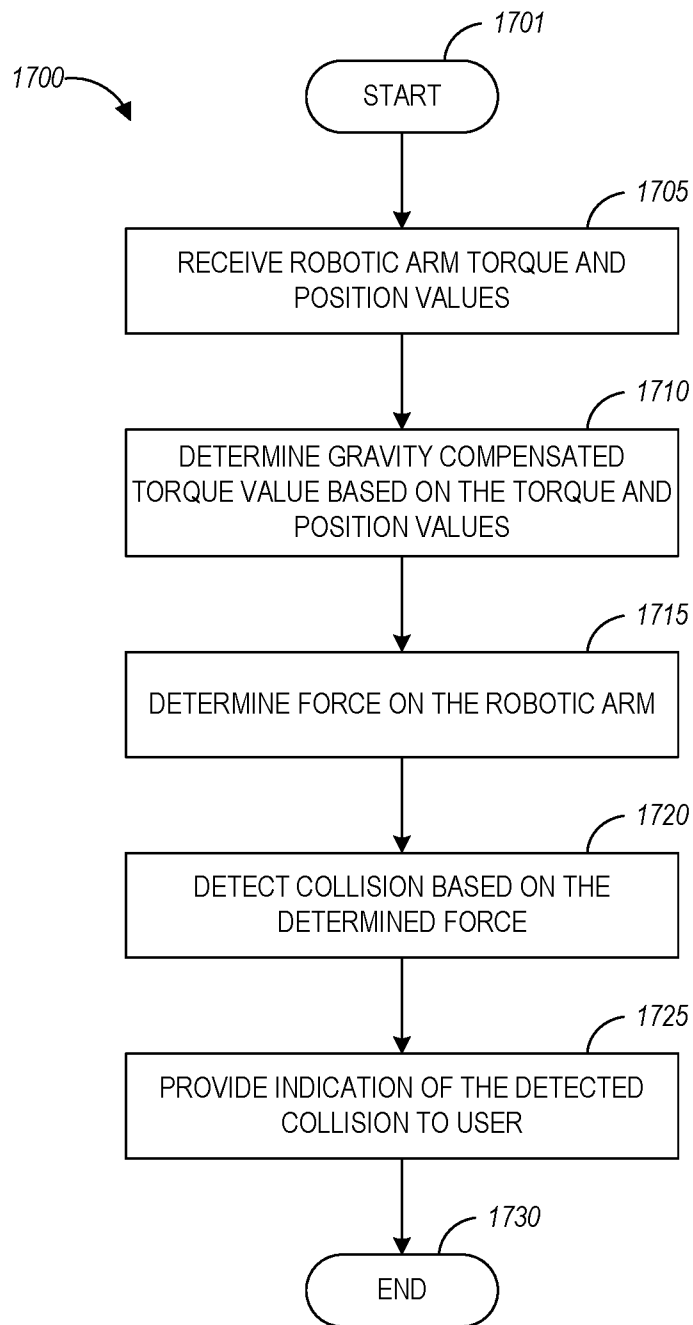 1701
1700
START
1705
RECEIVE ROBOTIC ARM TORQUE AND
POSITION VALUES
1710
DETERMINE GRAVITY COMPENSATED
TORQUE VALUE BASED ON THE TORQUE AND
POSITION VALUES
1715
DETERMINE FORCE ON THE ROBOTIC ARM
1720
DETECT COLLISION BASED ON THE
DETERMINED FORCE
1725
PROVIDE INDICATION OF THE DETECTED
COLLISION TO USER
1730
END